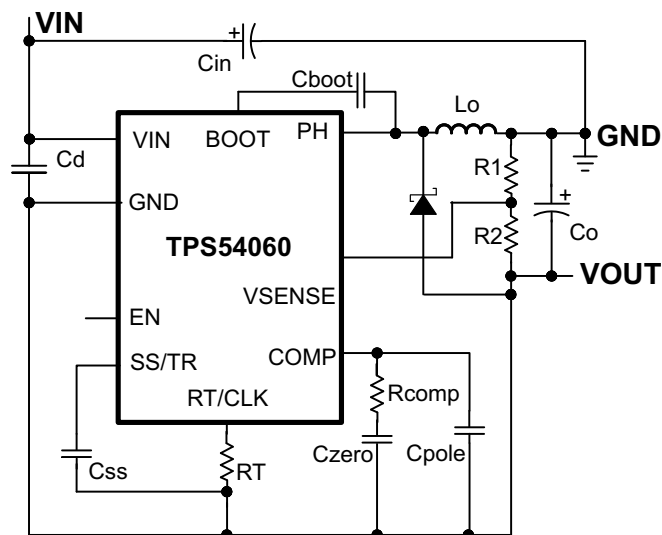 VIN
Cin
Cboot
Lo
PH
BOOT
VIN
GND
Cd
R1
GND
TPS54060
R2
Co
VOUT
VSENSE
EN
COMP
SS/TR
RT/CLK
Rcomp
Czero
Cpole
Css
RT
+
+